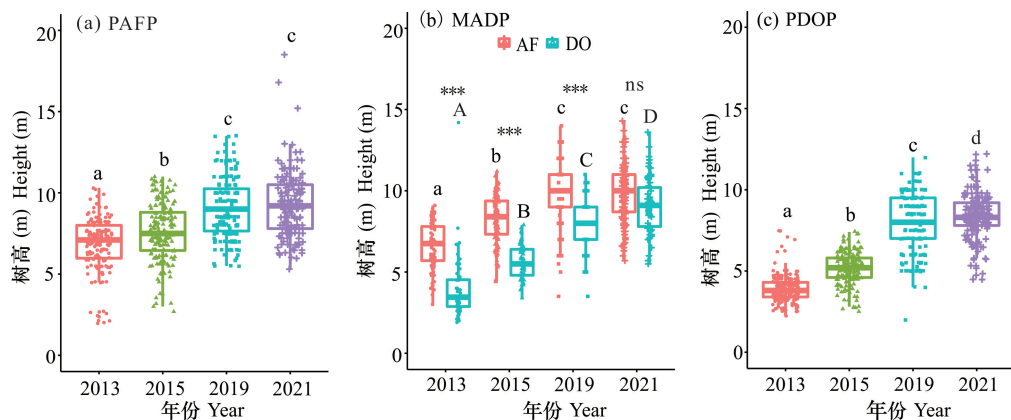 (a) PAFP
树高 (m) Height (m)
20
15
10
5
0
a
b
c
c
2013
2015
2019
2021
年份 Year
(b) MADP
AF
DO
树高 (m) Height (m)
20
15
10
5
0
***
***
***
ns
a
A
b
B
c
C
c
D
2013
2015
2019
2021
年份 Year
(c) PDOP
树高 (m) Height (m)
20
15
10
5
0
a
b
c
d
2013
2015
2019
2021
年份 Year